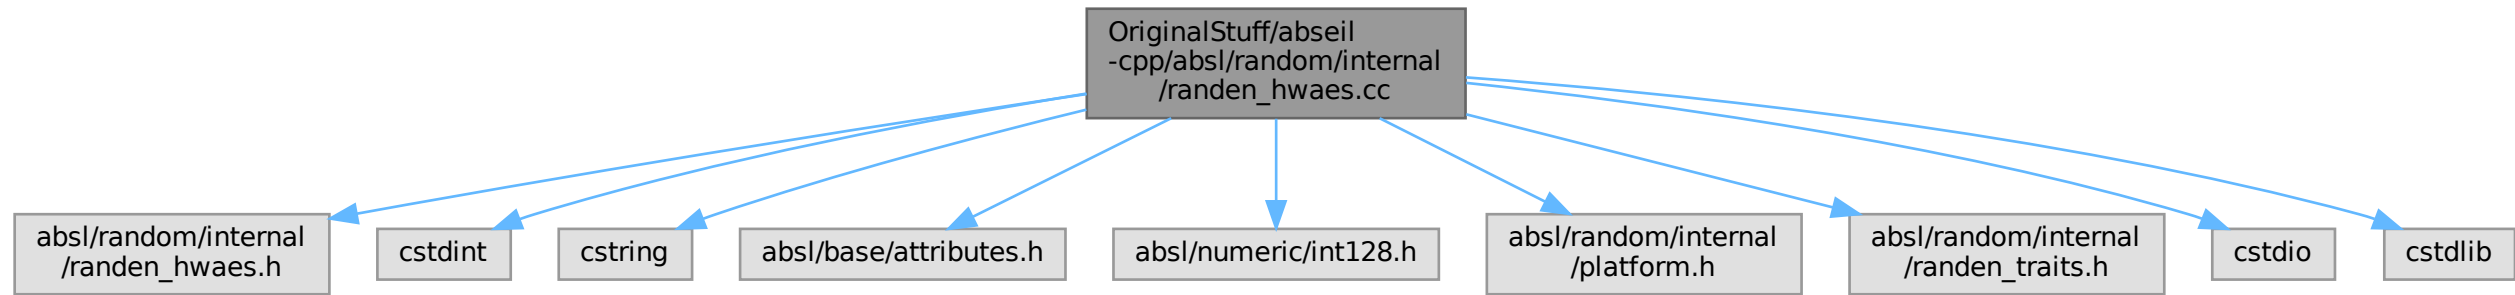 OriginalStuff/abseil
-cpp/absl/random/internal
/randen_hwaes.cc
absl/random/internal
/randen_hwaes.h
cstdint
cstring
absl/base/attributes.h
absl/numeric/int128.h
absl/random/internal
/platform.h
absl/random/internal
/randen_traits.h
cstdio
cstdlib